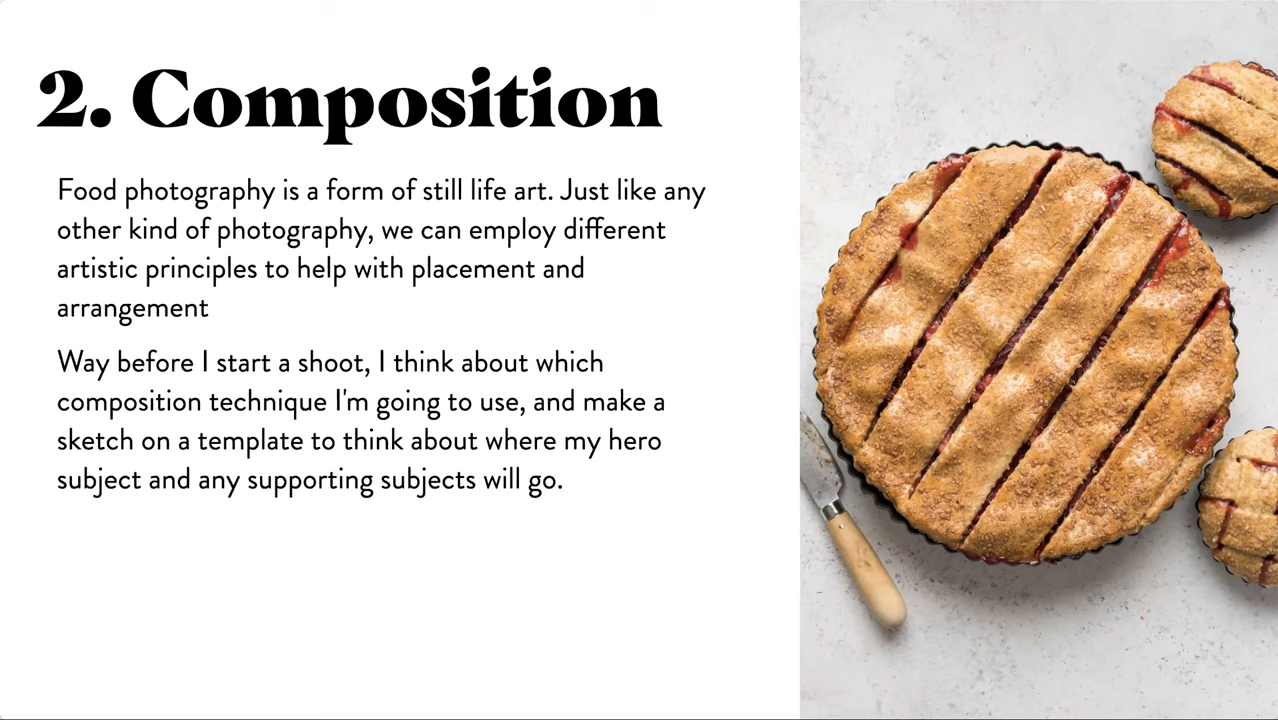 2. Composition
Food photography is a form of still life art. Just like any
other kind of photography, we can employ different
artistic principles to help with placement and
arrangement
Way before I start a shoot, I think about which
composition technique I'm going to use, and make a
sketch on a template to think about where my hero
subject and any supporting subjects will go.